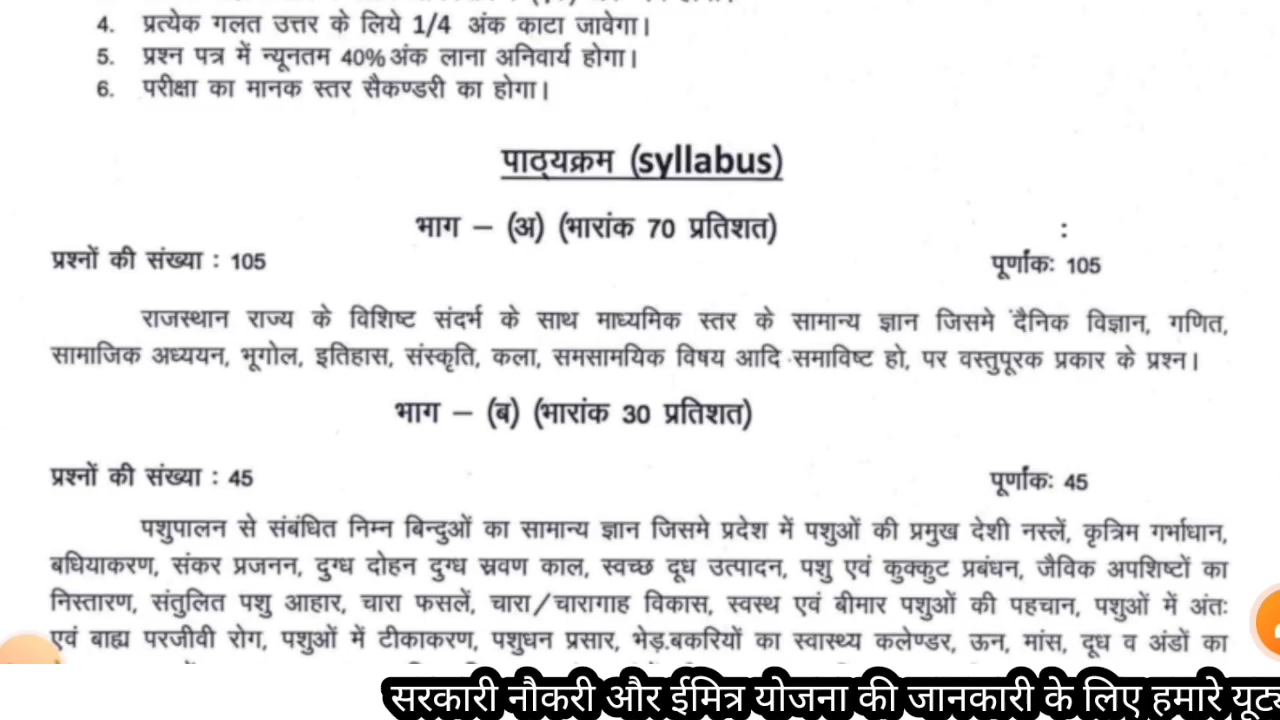 4. प्रत्येक गलत उत्तर के लिये 1/4 अंक काटा जावेगा।
5. प्रश्न पत्र में न्यूनतम 40% अंक लाना अनिवार्य होगा।
6. परीक्षा का मानक स्तर सैकण्डरी का होगा।
पाठ्यक्रम (syllabus)
भाग – (अ) (भारांक 70 प्रतिशत) :
प्रश्नों की संख्या : 105 पूर्णांकः 105
राजस्थान राज्य के विशिष्ट संदर्भ के साथ माध्यमिक स्तर के सामान्य ज्ञान जिसमे दैनिक विज्ञान, गणित,
सामाजिक अध्ययन, भूगोल, इतिहास, संस्कृति, कला, समसामयिक विषय आदि समाविष्ट हो, पर वस्तुपूरक प्रकार के प्रश्न।
भाग – (ब) (भारांक 30 प्रतिशत)
प्रश्नों की संख्या : 45 पूर्णांकः 45
पशुपालन से संबंधित निम्न बिन्दुओं का सामान्य ज्ञान जिसमे प्रदेश में पशुओं की प्रमुख देशी नस्लें, कृत्रिम गर्भाधान,
बधियाकरण, संकर प्रजनन, दुग्ध दोहन दुग्ध स्रवण काल, स्वच्छ दूध उत्पादन, पशु एवं कुक्कुट प्रबंधन, जैविक अपशिष्टों का
निस्तारण, संतुलित पशु आहार, चारा फसलें, चारा/चारागाह विकास, स्वस्थ एवं बीमार पशुओं की पहचान, पशुओं में अंतः
एवं बाह्य परजीवी रोग, पशुओं में टीकाकरण, पशुधन प्रसार, भेड़.बकरियों का स्वास्थ्य कलेण्डर, ऊन, मांस, दूध व अंडों का
सरकारी नौकरी और ईमित्र योजना की जानकारी के लिए हमारे